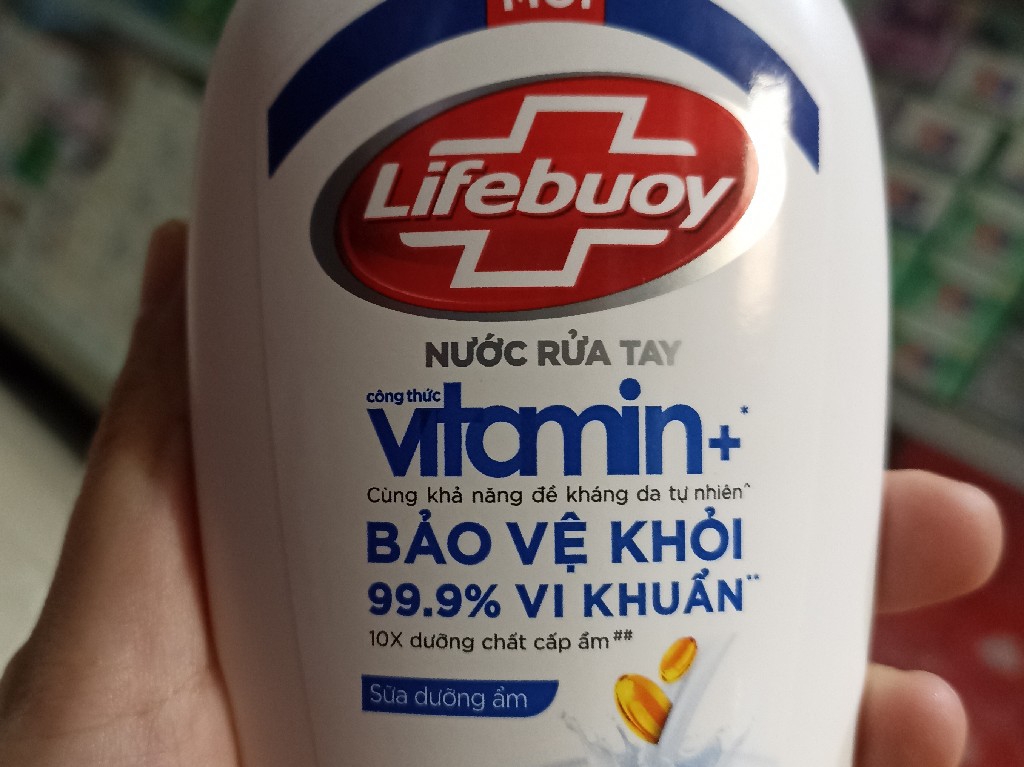 MỚI
Lifebuoy
NƯỚC RỬA TAY
công thức
vitamin+*
Cùng khả năng đề kháng da tự nhiên^
BẢO VỆ KHỎI
99.9% VI KHUẨN**
10X dưỡng chất cấp ẩm##
Sữa dưỡng ẩm